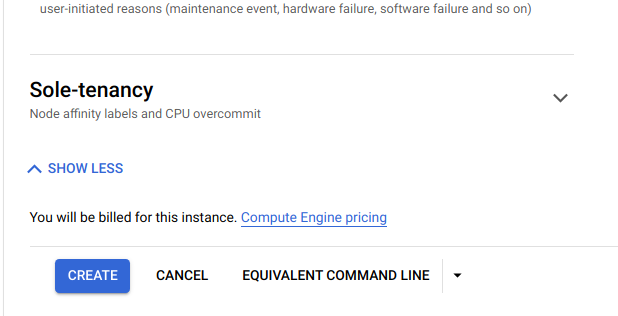 user-initiated reasons (maintenance event, hardware failure, software failure and so on)
Sole-tenancy
Node affinity labels and CPU overcommit
SHOW LESS
You will be billed for this instance. Compute Engine pricing
CREATE CANCEL EQUIVALENT COMMAND LINE